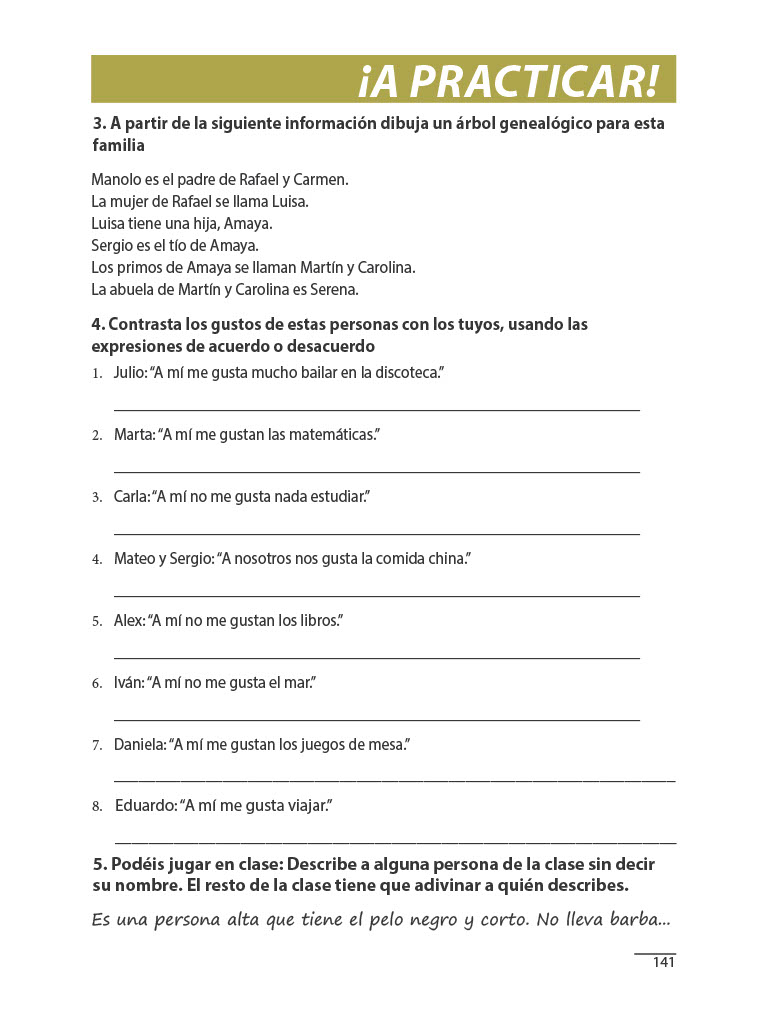 ¡A PRACTICAR!
3. A partir de la siguiente información dibuja un árbol genealógico para esta
familia
Manolo es el padre de Rafael y Carmen.
La mujer de Rafael se llama Luisa.
Luisa tiene una hija, Amaya.
Sergio es el tío de Amaya.
Los primos de Amaya se llaman Martín y Carolina.
La abuela de Martín y Carolina es Serena.
4. Contrasta los gustos de estas personas con los tuyos, usando las
expresiones de acuerdo o desacuerdo
1. Julio: “A mí me gusta mucho bailar en la discoteca.”
2. Marta: “A mí me gustan las matemáticas.”
3. Carla: “A mí no me gusta nada estudiar.”
4. Mateo y Sergio: “A nosotros nos gusta la comida china.”
5. Alex: “A mí no me gustan los libros.”
6. Iván: “A mí no me gusta el mar.”
7. Daniela: “A mí me gustan los juegos de mesa.”
8. Eduardo: “A mí me gusta viajar.”
5. Podéis jugar en clase: Describe a alguna persona de la clase sin decir
su nombre. El resto de la clase tiene que adivinar a quién describes.
Es una persona alta que tiene el pelo negro y corto. No lleva barba...
141